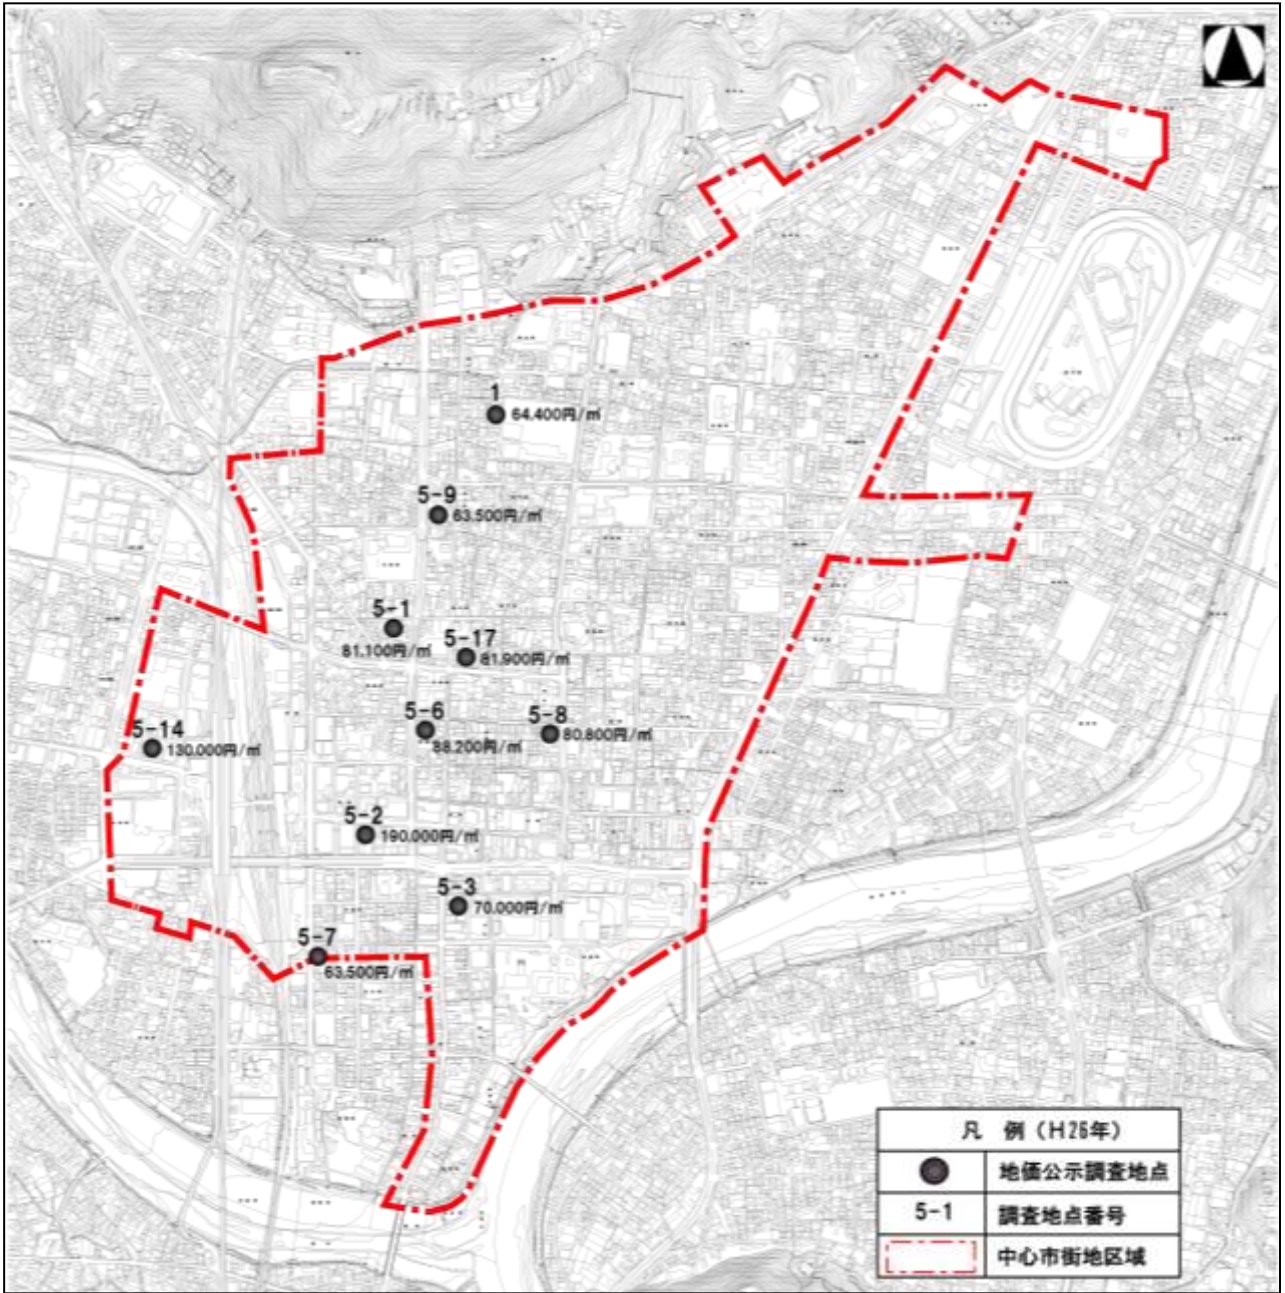 1
64.400円/㎡
5-9
63.500円/㎡
5-1
81.100円/㎡
5-17
81.900円/㎡
5-6
88.200円/㎡
5-8
80.800円/㎡
5-14
130.000円/㎡
5-2
190.000円/㎡
5-3
70.000円/㎡
5-7
63.500円/㎡
凡 例（H26年）
地価公示調査地点
5-1 調査地点番号
中心市街地区域